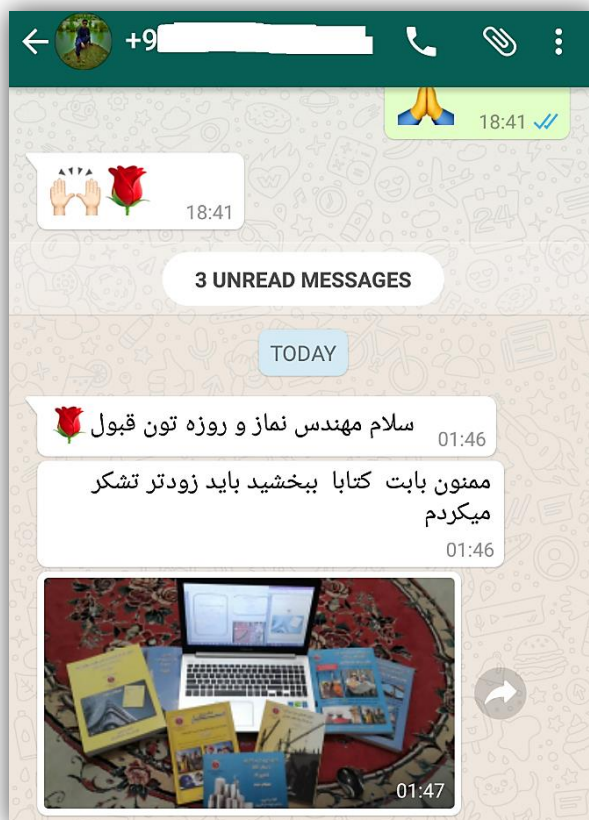 +9
18:41
🙌🏻🌹
18:41
3 UNREAD MESSAGES
TODAY
سلام مهندس نماز و روزه تون قبول🌹
01:46
ممنون بابت کتابا ببخشید باید زودتر تشکر
میکردم
01:46
01:47